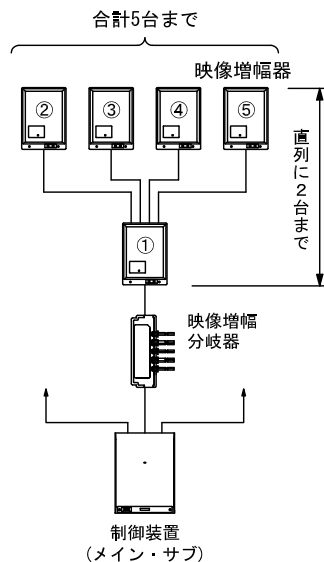 合計5台まで
映像増幅器
②
③
④
⑤
直列に2台まで
①
映像増幅
分岐器
制御装置
(メイン・サブ)